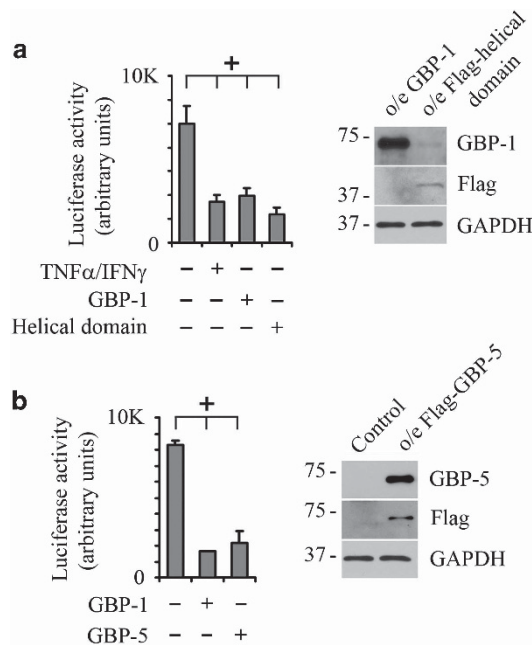 a
+
10K
0
Luciferase activity
(arbitrary units)
TNFα/IFNγ – + – –
GBP-1 – – + –
Helical domain – – – +
o/e GBP-1
o/e Flag-helical
domain
75 - GBP-1
37 - Flag
37 - GAPDH
b
+
10K
0
Luciferase activity
(arbitrary units)
GBP-1 – + –
GBP-5 – – +
Control
o/e Flag-GBP-5
75 - GBP-5
75 - Flag
37 - GAPDH